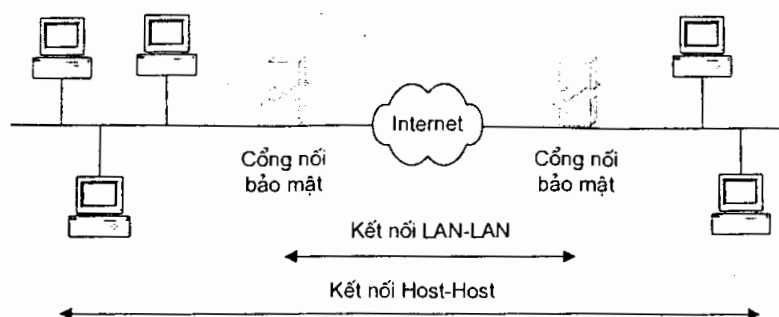 Internet
Cổng nối
bảo mật
Cổng nối
bảo mật
Kết nối LAN-LAN
Kết nối Host-Host